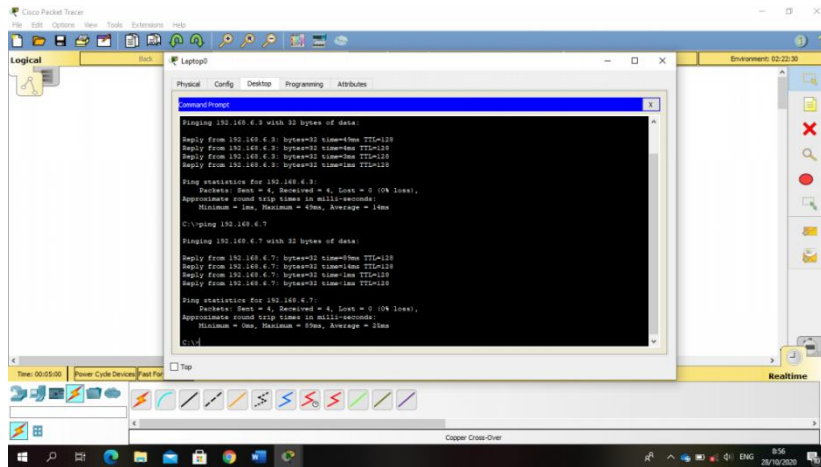 Cisco Packet Tracer
File Edit Options View Tools Extensions Help
Logical
Back
Laptop0
Environment: 02:22:30
Physical Config Desktop Programming Attributes
Command Prompt
X
Pinging 192.168.6.3 with 32 bytes of data:
Reply from 192.168.6.3: bytes=32 time=49ms TTL=128
Reply from 192.168.6.3: bytes=32 time=4ms TTL=128
Reply from 192.168.6.3: bytes=32 time=3ms TTL=128
Reply from 192.168.6.3: bytes=32 time=1ms TTL=128
Ping statistics for 192.168.6.3:
Packets: Sent = 4, Received = 4, Lost = 0 (0% loss),
Approximate round trip times in milli-seconds:
Minimum = 1ms, Maximum = 49ms, Average = 14ms
C:\>ping 192.168.6.7
Pinging 192.168.6.7 with 32 bytes of data:
Reply from 192.168.6.7: bytes=32 time=89ms TTL=128
Reply from 192.168.6.7: bytes=32 time=14ms TTL=128
Reply from 192.168.6.7: bytes=32 time<1ms TTL=128
Reply from 192.168.6.7: bytes=32 time<1ms TTL=128
Ping statistics for 192.168.6.7:
Packets: Sent = 4, Received = 4, Lost = 0 (0% loss),
Approximate round trip times in milli-seconds:
Minimum = 0ms, Maximum = 89ms, Average = 25ms
C:\>
Top
Time: 00:05:00 Power Cycle Devices Fast For
Realtime
Copper Cross-Over
ENG
8:56
28/10/2020